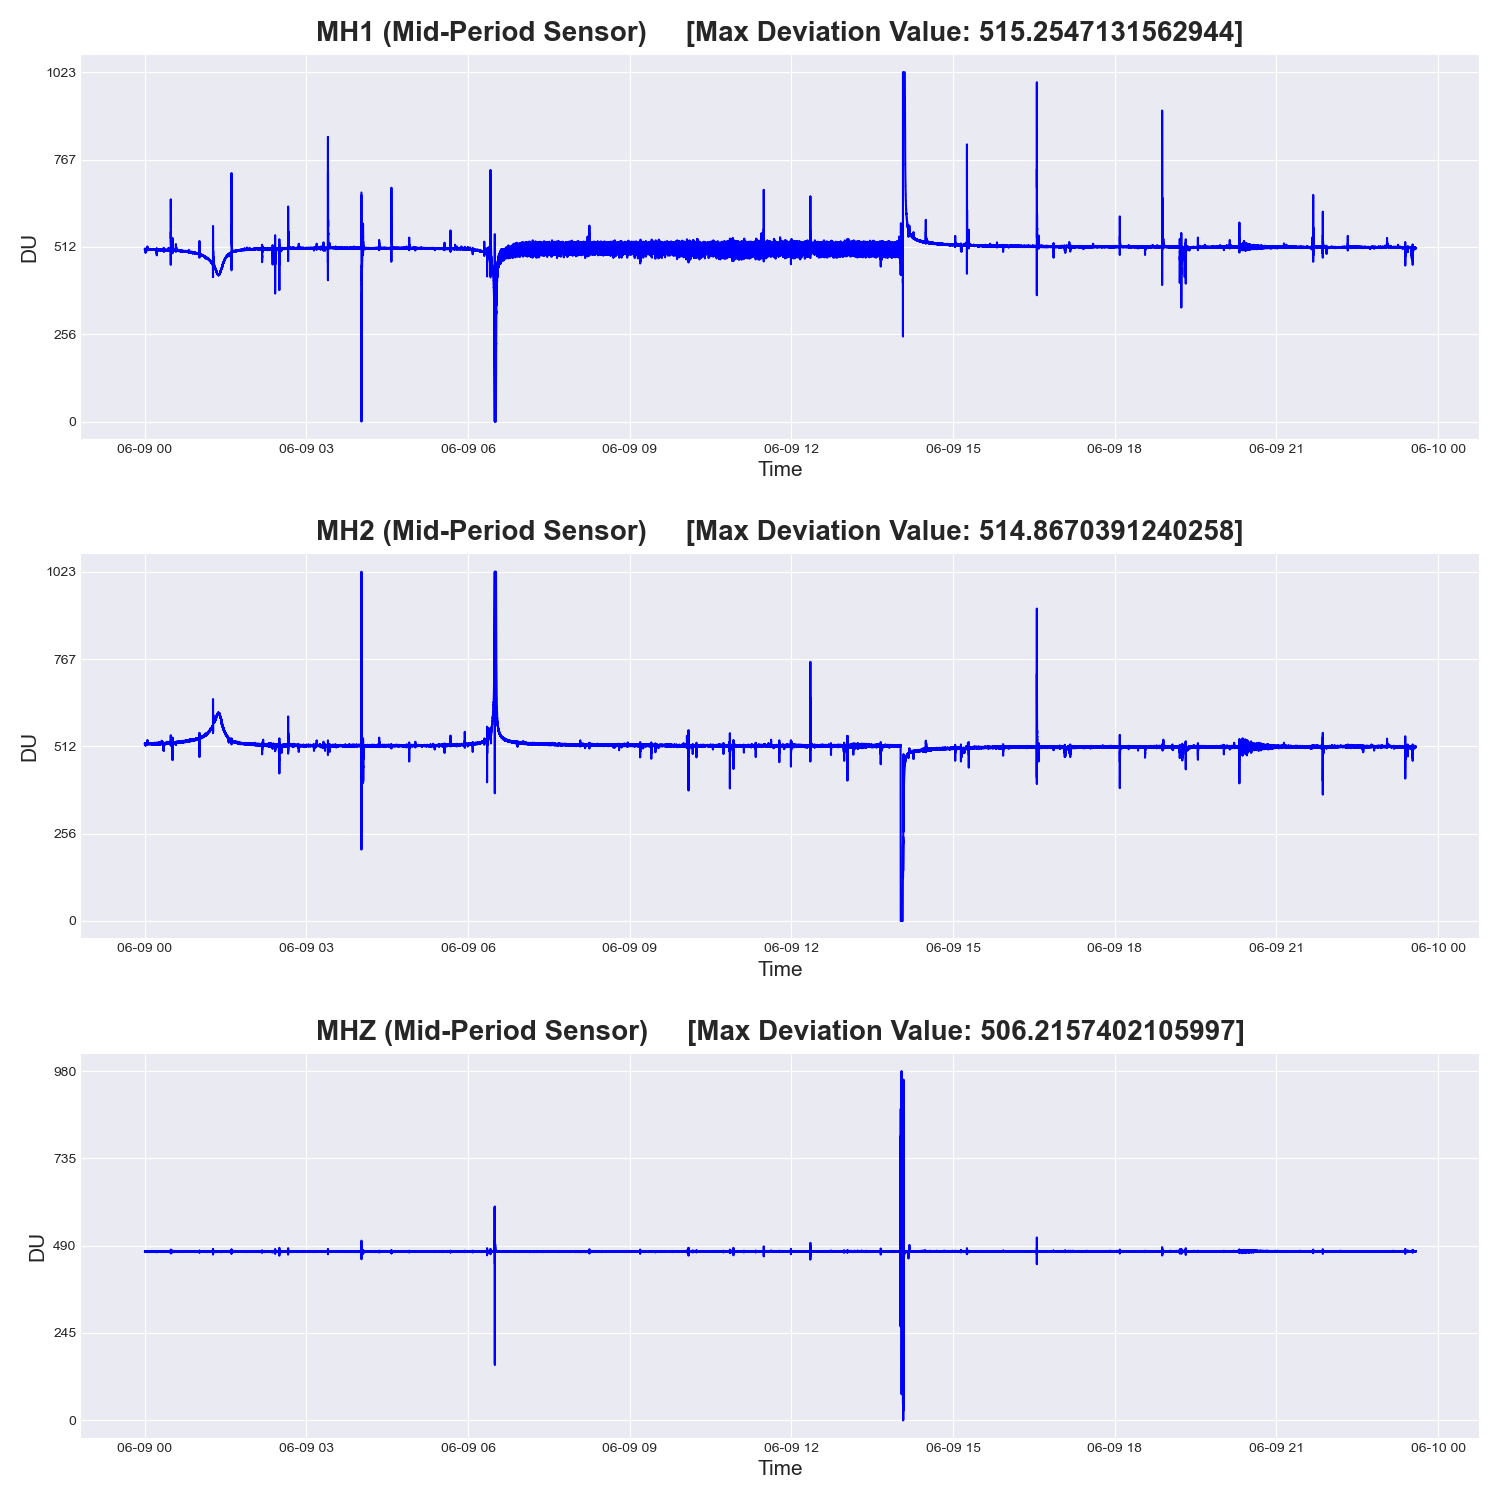 MH1 (Mid-Period Sensor) [Max Deviation Value: 515.2547131562944]
1023
767
512
256
0
DU
06-09 00 06-09 03 06-09 06 06-09 09 06-09 12 06-09 15 06-09 18 06-09 21 06-10 00
Time
MH2 (Mid-Period Sensor) [Max Deviation Value: 514.8670391240258]
1023
767
512
256
0
DU
06-09 00 06-09 03 06-09 06 06-09 09 06-09 12 06-09 15 06-09 18 06-09 21 06-10 00
Time
MHZ (Mid-Period Sensor) [Max Deviation Value: 506.2157402105997]
980
735
490
245
0
DU
06-09 00 06-09 03 06-09 06 06-09 09 06-09 12 06-09 15 06-09 18 06-09 21 06-10 00
Time